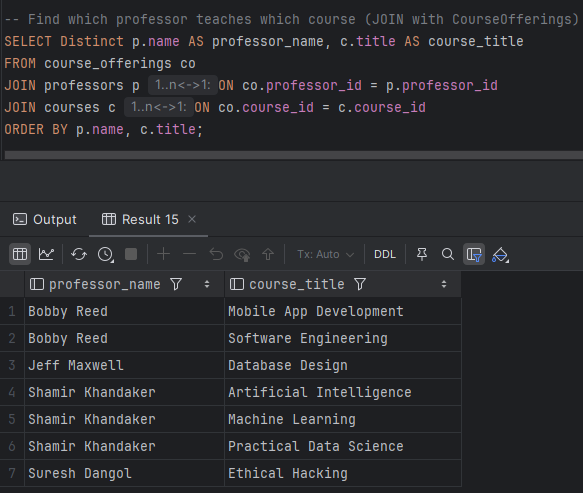 -- Find which professor teaches which course (JOIN with CourseOfferings)
SELECT Distinct p.name AS professor_name, c.title AS course_title
FROM course_offerings co
JOIN professors p 1..n<->1: ON co.professor_id = p.professor_id
JOIN courses c 1..n<->1: ON co.course_id = c.course_id
ORDER BY p.name, c.title;
Output Result 15 ×
Tx: Auto DDL
professor_name course_title
1 Bobby Reed Mobile App Development
2 Bobby Reed Software Engineering
3 Jeff Maxwell Database Design
4 Shamir Khandaker Artificial Intelligence
5 Shamir Khandaker Machine Learning
6 Shamir Khandaker Practical Data Science
7 Suresh Dangol Ethical Hacking